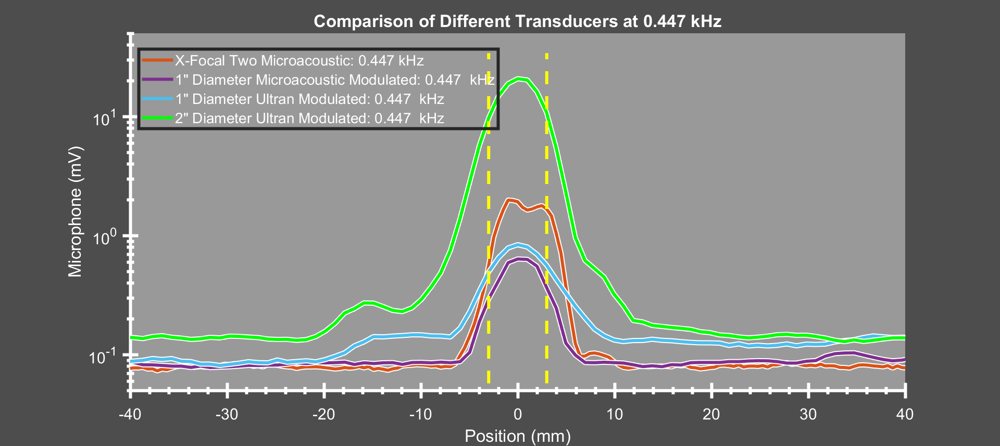 Comparison of Different Transducers at 0.447 kHz
X-Focal Two Microacoustic: 0.447 kHz
1" Diameter Microacoustic Modulated: 0.447 kHz
1" Diameter Ultran Modulated: 0.447 kHz
2" Diameter Ultran Modulated: 0.447 kHz
Microphone (mV)
10^1
10^0
10^-1
-40 -30 -20 -10 0 10 20 30 40
Position (mm)